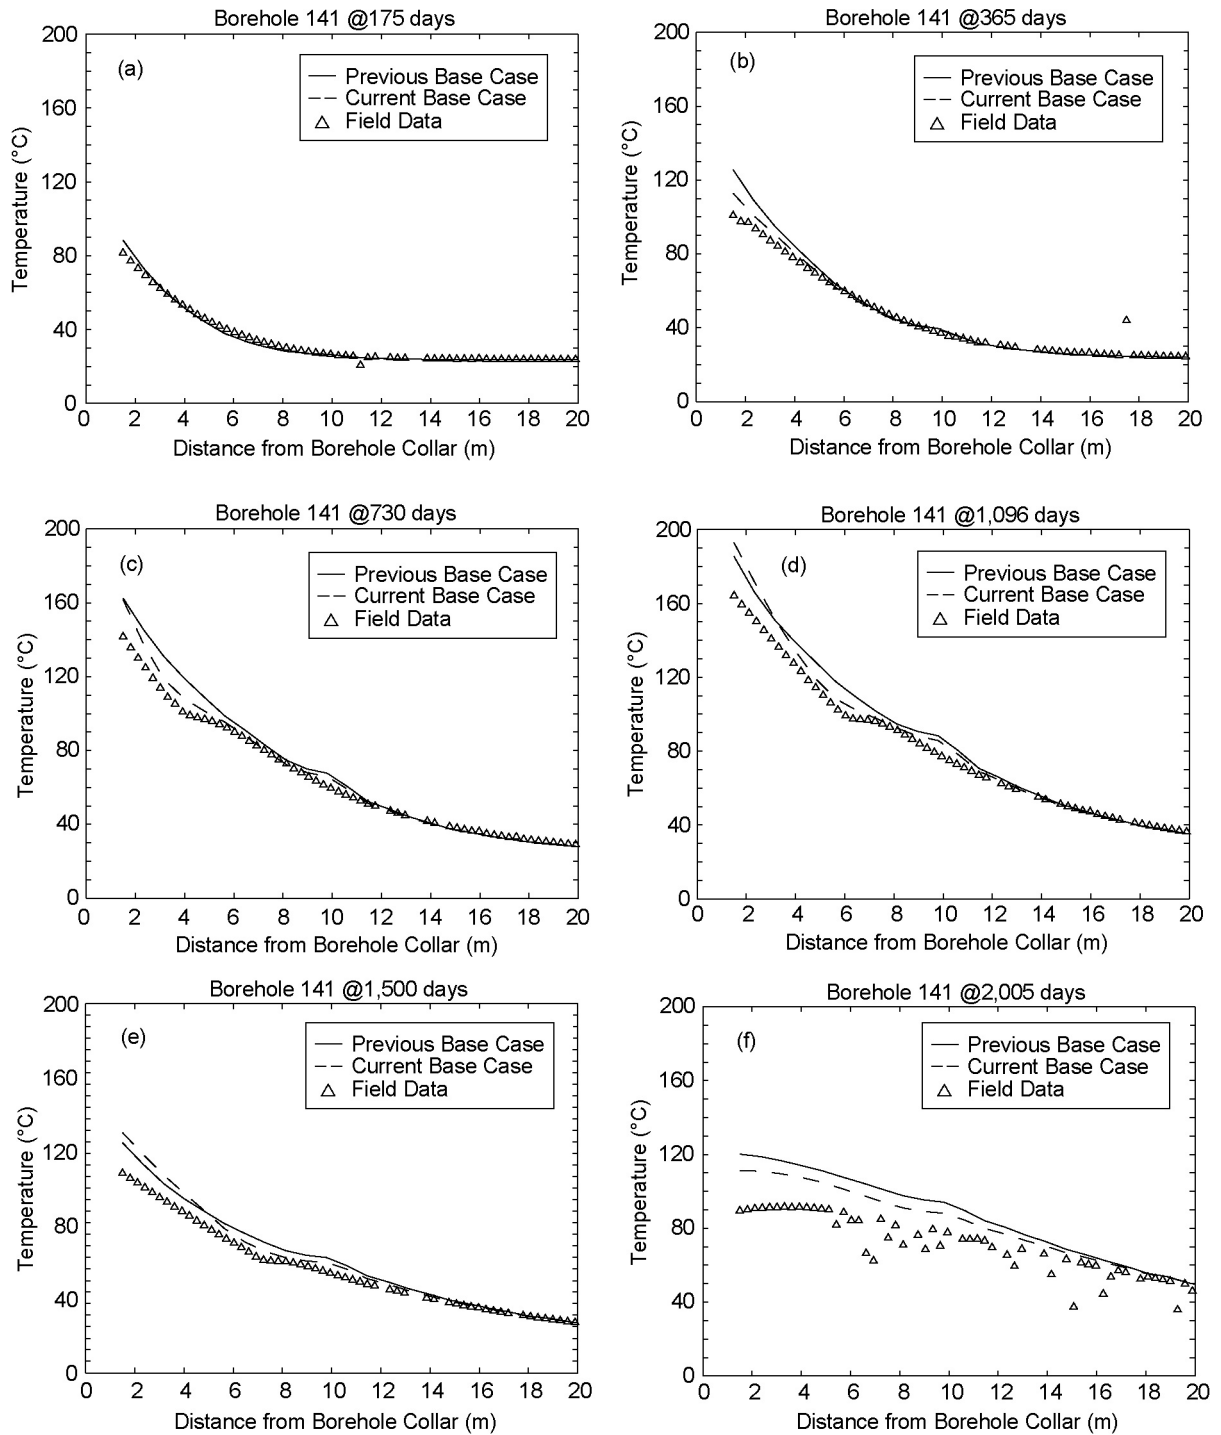 Borehole 141 @175 days
(a)
Previous Base Case
Current Base Case
Field Data
Temperature (°C)
200
160
120
80
40
0
0 2 4 6 8 10 12 14 16 18 20
Distance from Borehole Collar (m)
Borehole 141 @365 days
(b)
Previous Base Case
Current Base Case
Field Data
Temperature (°C)
200
160
120
80
40
0
0 2 4 6 8 10 12 14 16 18 20
Distance from Borehole Collar (m)
Borehole 141 @730 days
(c)
Previous Base Case
Current Base Case
Field Data
Temperature (°C)
200
160
120
80
40
0
0 2 4 6 8 10 12 14 16 18 20
Distance from Borehole Collar (m)
Borehole 141 @1,096 days
(d)
Previous Base Case
Current Base Case
Field Data
Temperature (°C)
200
160
120
80
40
0
0 2 4 6 8 10 12 14 16 18 20
Distance from Borehole Collar (m)
Borehole 141 @1,500 days
(e)
Previous Base Case
Current Base Case
Field Data
Temperature (°C)
200
160
120
80
40
0
0 2 4 6 8 10 12 14 16 18 20
Distance from Borehole Collar (m)
Borehole 141 @2,005 days
(f)
Previous Base Case
Current Base Case
Field Data
Temperature (°C)
200
160
120
80
40
0
0 2 4 6 8 10 12 14 16 18 20
Distance from Borehole Collar (m)